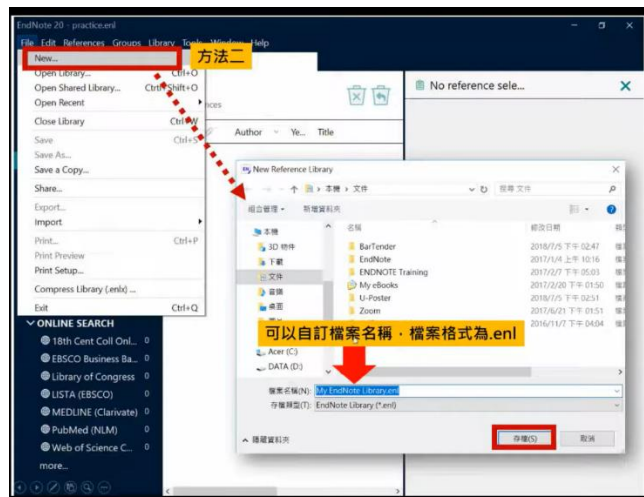 EndNote 20 - practice.enl
File Edit References Groups Library Tools Window Help
New...
方法二
Open Library... Ctrl+O
Open Shared Library... Ctrl+Shift+O
Open Recent
Close Library Ctrl+W
Save Ctrl+S
Save As...
Save a Copy...
Share...
Export...
Import
Print... Ctrl+P
Print Preview
Print Setup...
Compress Library (.enlx) ...
Exit Ctrl+Q
No reference sele...
Author Ye... Title
New Reference Library
本機 > 文件
搜尋 文件
組合管理 新增資料夾
名稱 修改日期
本機
3D 物件
下載
文件
音樂
桌面
BarTender 2018/7/5 下午 02:47
EndNote 2017/1/4 上午 10:16
ENDNOTE Training 2017/2/7 下午 05:03
My eBooks 2017/2/20 下午 01:50
U-Poster 2018/7/5 下午 02:51
Zoom 2017/6/21 下午 01:51
2016/11/7 下午 04:04
可以自訂檔案名稱，檔案格式為.enl
Acer (C:)
DATA (D:)
檔案名稱(N): My EndNote Library.enl
存檔類型(T): EndNote Library (*.enl)
隱藏資料夾
存檔(S) 取消
ONLINE SEARCH
18th Cent Coll Onl... 0
EBSCO Business Ba... 0
Library of Congress 0
LISTA (EBSCO) 0
MEDLINE (Clarivate) 0
PubMed (NLM) 0
Web of Science C... 0
more...